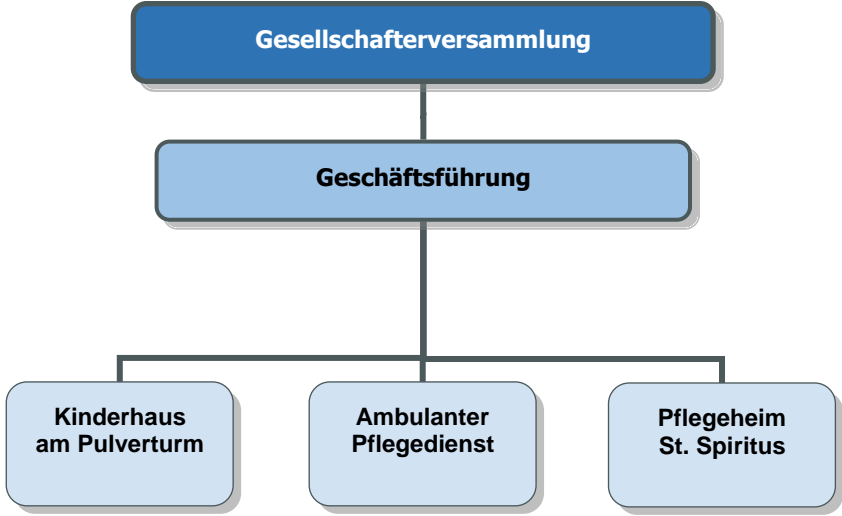 Gesellschafterversammlung
Geschäftsführung
Kinderhaus
am Pulverturm
Ambulanter
Pflegedienst
Pflegeheim
St. Spiritus